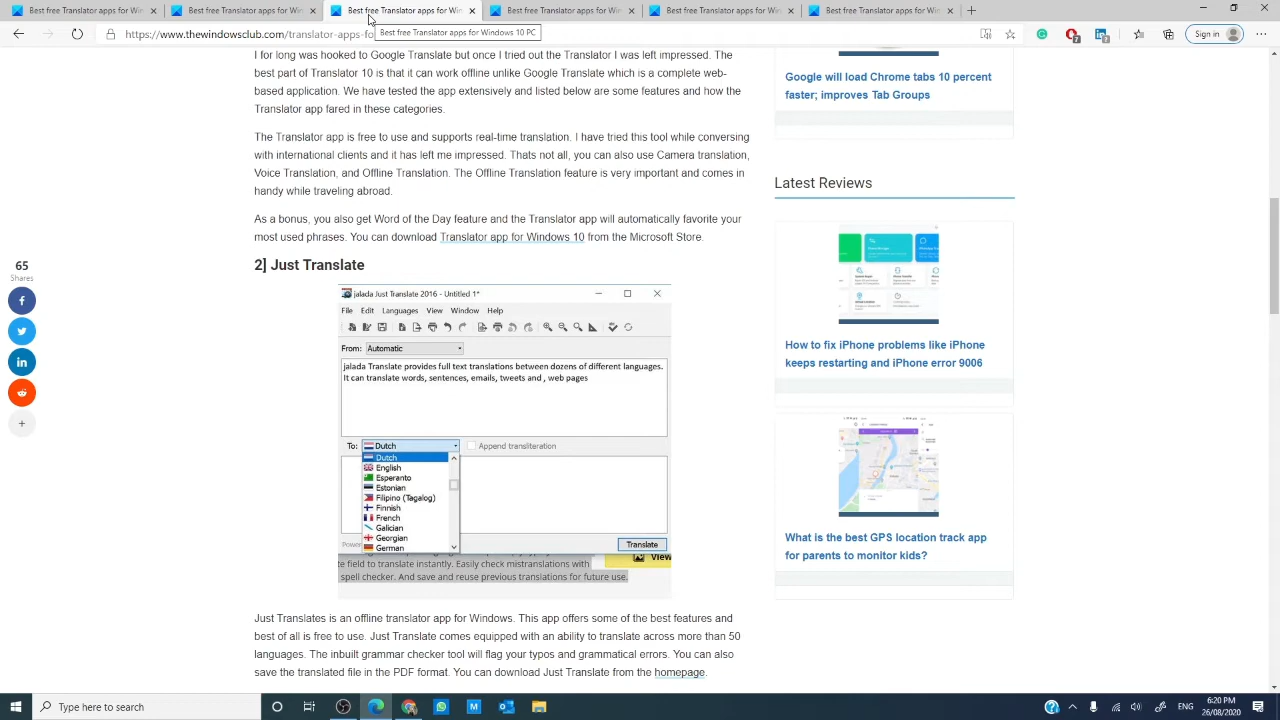 Best free Translator apps for Win
Best free Translator apps for Win
Best free Translator apps for Win
Best free Translator apps for Win
Best free Translator apps for Win
Best free Translator apps for Win
https://www.thewindowsclub.com/translator-apps-fo
Best free Translator apps for Windows 10 PC
Sign in
I for long was hooked to Google Translate but once I tried out the Translator I was left impressed. The
best part of Translator 10 is that it can work offline unlike Google Translate which is a complete web-
based application. We have tested the app extensively and listed below are some features and how the
Translator app fared in these categories.
The Translator app is free to use and supports real-time translation. I have tried this tool while conversing
with international clients and it has left me impressed. Thats not all, you can also use Camera translation,
Voice Translation, and Offline Translation. The Offline Translation feature is very important and comes in
handy while traveling abroad.
As a bonus, you also get Word of the Day feature and the Translator app will automatically favorite your
most used phrases. You can download Translator app for Windows 10 from the Microsoft Store.
2] Just Translate
65
Shares
jalada Just Translate 2016 - Untitled 1*
File Edit Languages View Window Help
From: Automatic
jalada Translate provides full text translations between dozens of different languages.
It can translate words, sentences, emails, tweets and , web pages
To: Dutch Append transliteration
Dutch
English
Esperanto
Estonian
Filipino (Tagalog)
Finnish
French
Galician
Georgian
German
Power
Translate
View
te field to translate instantly. Easily check mistranslations with
spell checker. And save and reuse previous translations for future use.
Just Translates is an offline translator app for Windows. This app offers some of the best features and
best of all is free to use. Just Translate comes equipped with an ability to translate across more than 50
languages. The inbuilt grammar checker tool will flag your typos and grammatical errors. You can also
save the translated file in the PDF format. You can download Just Translate from the homepage.
Google will load Chrome tabs 10 percent
faster; improves Tab Groups
Latest Reviews
How to fix iPhone problems like iPhone
keeps restarting and iPhone error 9006
What is the best GPS location track app
for parents to monitor kids?
Type here to search
ENG
6:20 PM
26/08/2020